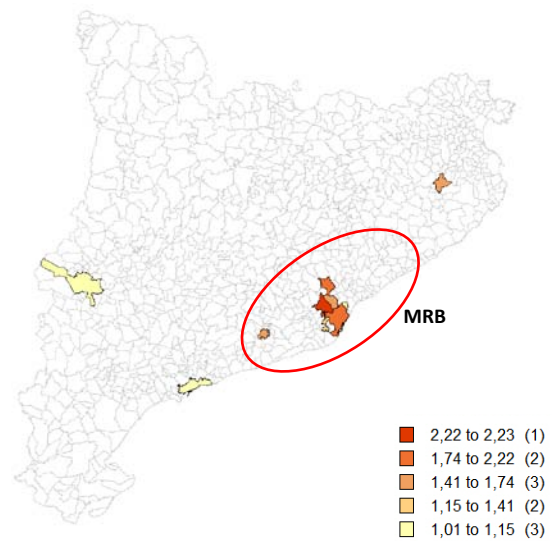 MRB
2,22 to 2,23 (1)
1,74 to 2,22 (2)
1,41 to 1,74 (3)
1,15 to 1,41 (2)
1,01 to 1,15 (3)